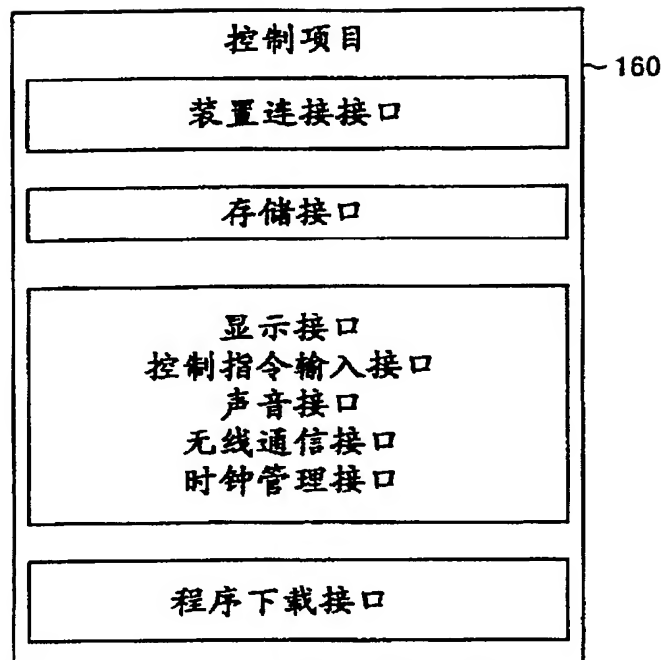 控制项目
~160
装置连接接口
存储接口
显示接口
控制指令输入接口
声音接口
无线通信接口
时钟管理接口
程序下载接口